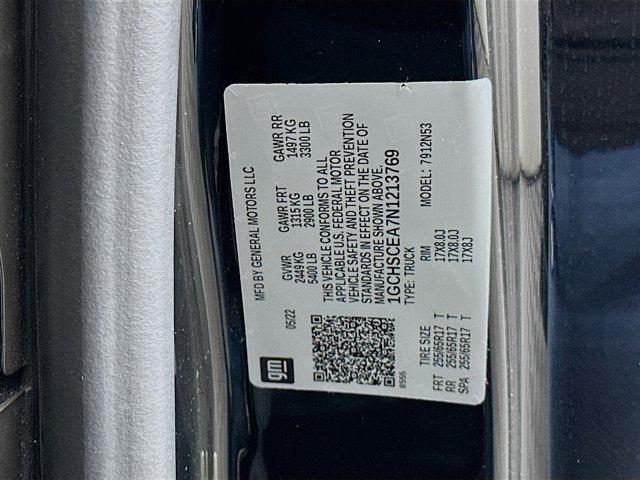 gm
05/22
MFD BY GENERAL MOTORS LLC
GVWR GAWR FRT GAWR RR
2449 KG 1315 KG 1497 KG
5400 LB 2900 LB 3300 LB
THIS VEHICLE CONFORMS TO ALL
APPLICABLE U.S. FEDERAL MOTOR
VEHICLE SAFETY AND THEFT PREVENTION
STANDARDS IN EFFECT ON THE DATE OF
MANUFACTURE SHOWN ABOVE.
1GCHSCEA7N1213769
TYPE: TRUCK MODEL: 7912N53
8555
TIRE SIZE RIM
FRT 255/65R17 T 17X8.0J
RR 255/65R17 T 17X8.0J
SPA 255/65R17 T 17X8J